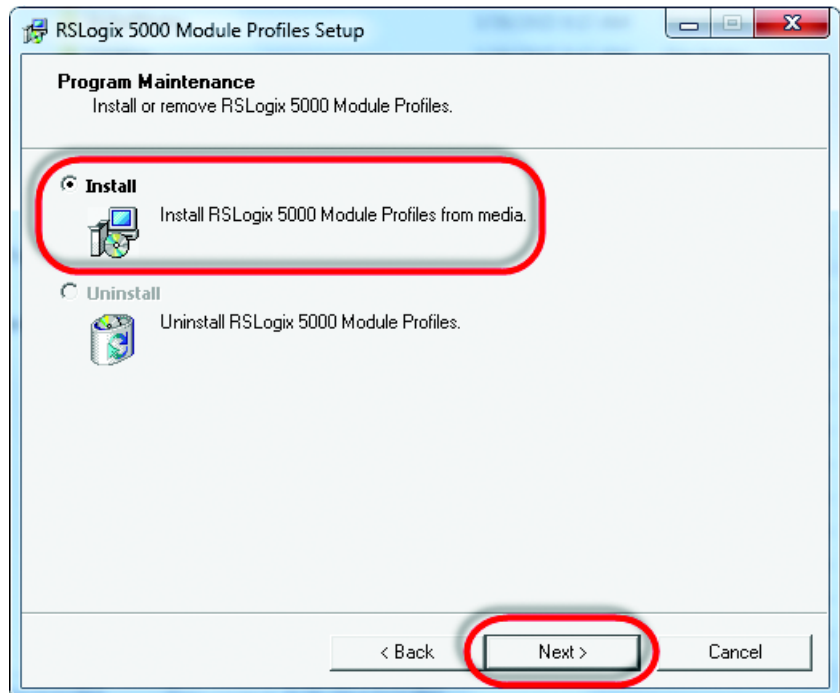 RSLogix 5000 Module Profiles Setup
Program Maintenance
Install or remove RSLogix 5000 Module Profiles.
Install
Install RSLogix 5000 Module Profiles from media.
Uninstall
Uninstall RSLogix 5000 Module Profiles.
< Back
Next >
Cancel